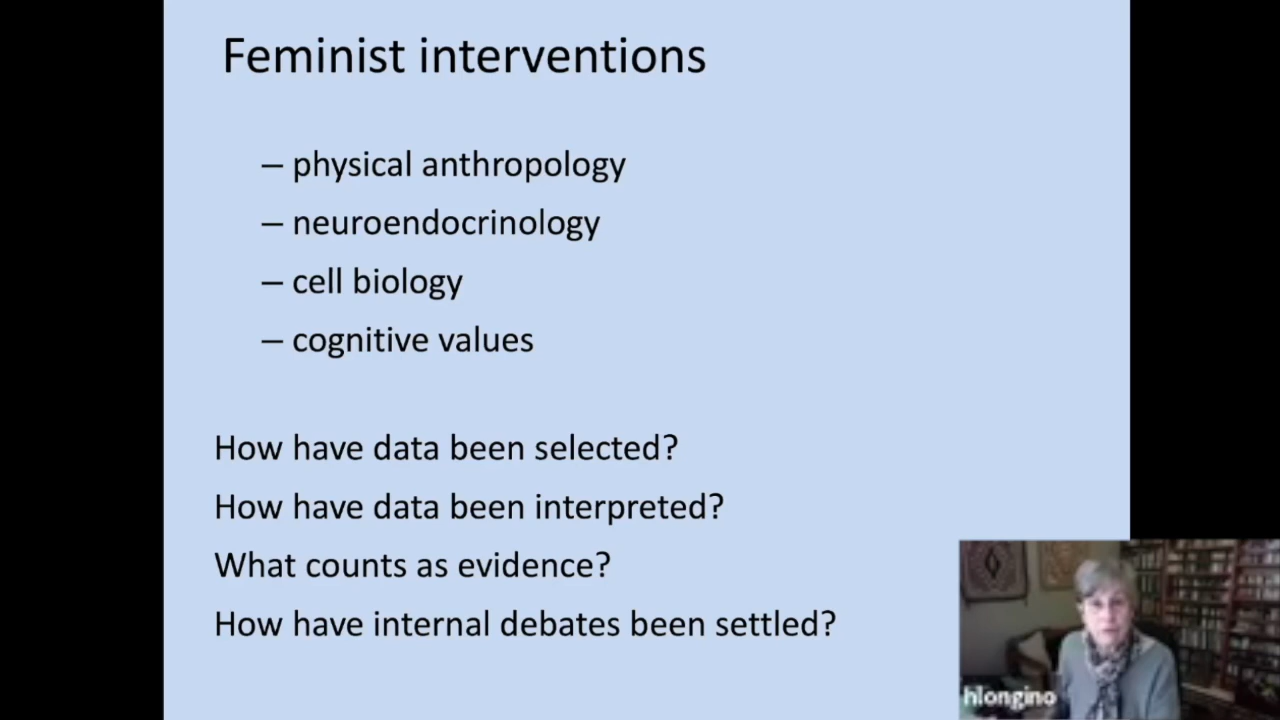 Feminist interventions
– physical anthropology
– neuroendocrinology
– cell biology
– cognitive values
How have data been selected?
How have data been interpreted?
What counts as evidence?
How have internal debates been settled?
hlongino